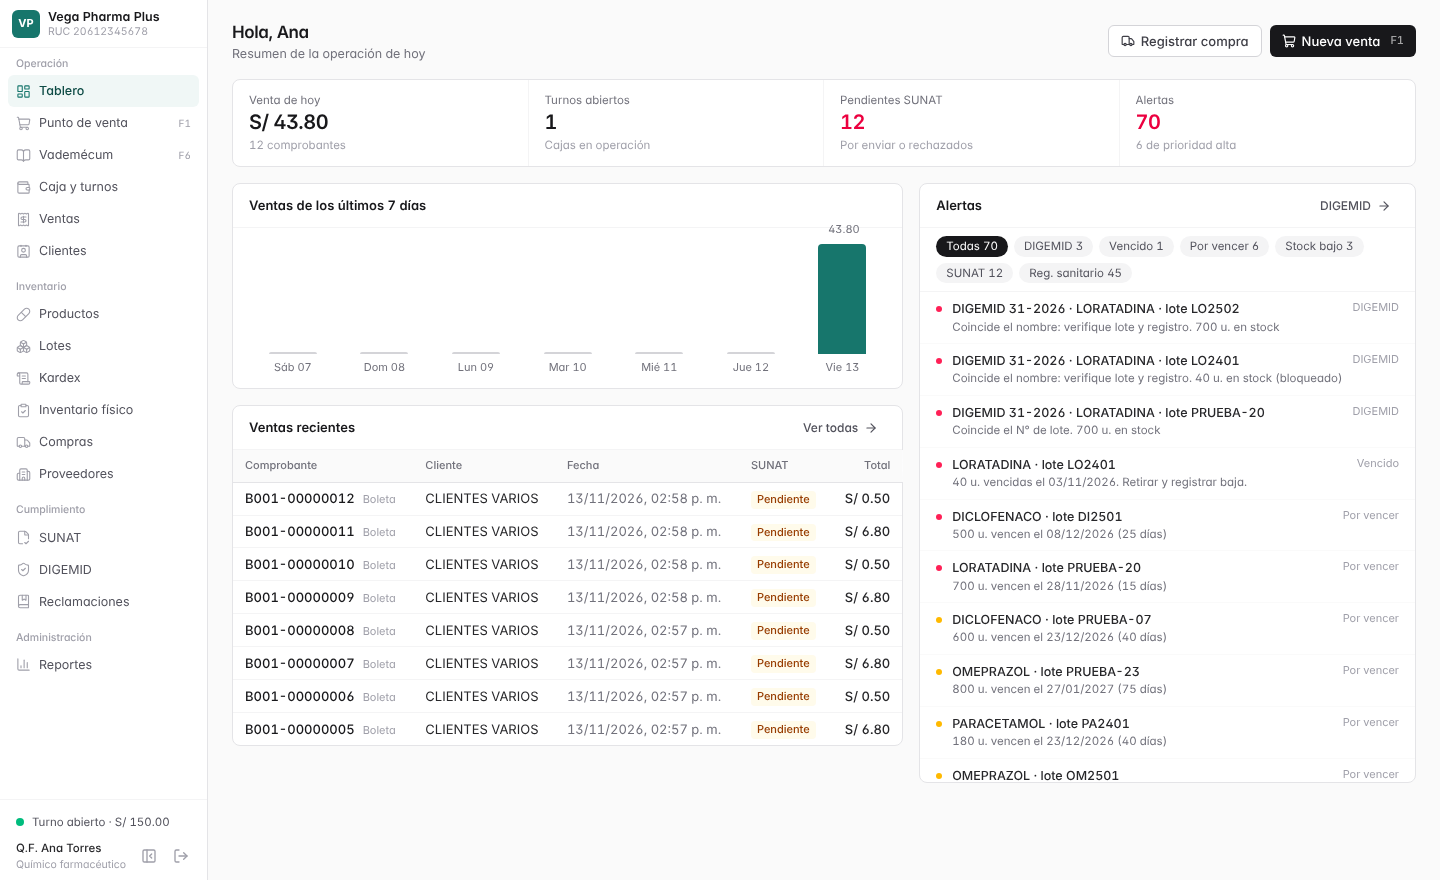 VP
Vega Pharma Plus
RUC 20612345678
Operación
Tablero
Punto de venta F1
Vademécum F6
Caja y turnos
Ventas
Clientes
Inventario
Productos
Lotes
Kardex
Inventario físico
Compras
Proveedores
Cumplimiento
SUNAT
DIGEMID
Reclamaciones
Administración
Reportes
Turno abierto · S/ 150.00
Q.F. Ana Torres
Químico farmacéutico
Hola, Ana
Resumen de la operación de hoy
Registrar compra
Nueva venta F1
Venta de hoy
S/ 43.80
12 comprobantes
Turnos abiertos
1
Cajas en operación
Pendientes SUNAT
12
Por enviar o rechazados
Alertas
70
6 de prioridad alta
Ventas de los últimos 7 días
43.80
Sáb 07 Dom 08 Lun 09 Mar 10 Mié 11 Jue 12 Vie 13
Ventas recientes Ver todas →
Comprobante Cliente Fecha SUNAT Total
B001-00000012 Boleta CLIENTES VARIOS 13/11/2026, 02:58 p. m. Pendiente S/ 0.50
B001-00000011 Boleta CLIENTES VARIOS 13/11/2026, 02:58 p. m. Pendiente S/ 6.80
B001-00000010 Boleta CLIENTES VARIOS 13/11/2026, 02:58 p. m. Pendiente S/ 0.50
B001-00000009 Boleta CLIENTES VARIOS 13/11/2026, 02:58 p. m. Pendiente S/ 6.80
B001-00000008 Boleta CLIENTES VARIOS 13/11/2026, 02:57 p. m. Pendiente S/ 0.50
B001-00000007 Boleta CLIENTES VARIOS 13/11/2026, 02:57 p. m. Pendiente S/ 6.80
B001-00000006 Boleta CLIENTES VARIOS 13/11/2026, 02:57 p. m. Pendiente S/ 0.50
B001-00000005 Boleta CLIENTES VARIOS 13/11/2026, 02:57 p. m. Pendiente S/ 6.80
Alertas DIGEMID →
Todas 70 DIGEMID 3 Vencido 1 Por vencer 6 Stock bajo 3
SUNAT 12 Reg. sanitario 45
DIGEMID 31-2026 · LORATADINA · lote LO2502 DIGEMID
Coincide el nombre: verifique lote y registro. 700 u. en stock
DIGEMID 31-2026 · LORATADINA · lote LO2401 DIGEMID
Coincide el nombre: verifique lote y registro. 40 u. en stock (bloqueado)
DIGEMID 31-2026 · LORATADINA · lote PRUEBA-20 DIGEMID
Coincide el N° de lote. 700 u. en stock
LORATADINA · lote LO2401 Vencido
40 u. vencidas el 03/11/2026. Retirar y registrar baja.
DICLOFENACO · lote DI2501 Por vencer
500 u. vencen el 08/12/2026 (25 días)
LORATADINA · lote PRUEBA-20 Por vencer
700 u. vencen el 28/11/2026 (15 días)
DICLOFENACO · lote PRUEBA-07 Por vencer
600 u. vencen el 23/12/2026 (40 días)
OMEPRAZOL · lote PRUEBA-23 Por vencer
800 u. vencen el 27/01/2027 (75 días)
PARACETAMOL · lote PA2401 Por vencer
180 u. vencen el 23/12/2026 (40 días)
OMEPRAZOL · lote OM2501 Por vencer